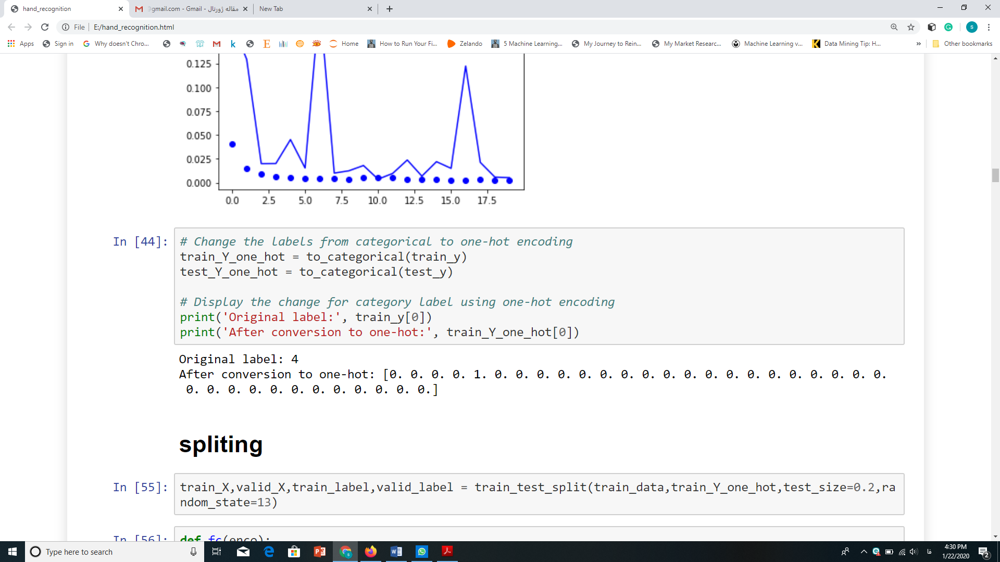 hand_recognition
@gmail.com - Gmail - مقاله ژورنال
New Tab
File E:/hand_recognition.html
s
Apps Sign in Why doesn't Chro... Home How to Run Your Fi... Zelando 5 Machine Learning... My Journey to Rein... My Market Researc... Machine Learning v... Data Mining Tip: H... » Other bookmarks
0.125
0.100
0.075
0.050
0.025
0.000
0.0 2.5 5.0 7.5 10.0 12.5 15.0 17.5
In [44]:
# Change the labels from categorical to one-hot encoding
train_Y_one_hot = to_categorical(train_y)
test_Y_one_hot = to_categorical(test_y)
# Display the change for category label using one-hot encoding
print('Original label:', train_y[0])
print('After conversion to one-hot:', train_Y_one_hot[0])
Original label: 4
After conversion to one-hot: [0. 0. 0. 0. 1. 0. 0. 0. 0. 0. 0. 0. 0. 0. 0. 0. 0. 0. 0. 0. 0. 0. 0. 0.
0. 0. 0. 0. 0. 0. 0. 0. 0. 0. 0. 0.]
spliting
In [55]:
train_X,valid_X,train_label,valid_label = train_test_split(train_data,train_Y_one_hot,test_size=0.2,ra
ndom_state=13)
In [56]:
def fc(enco):
Type here to search
فا
4:30 PM
1/22/2020
2